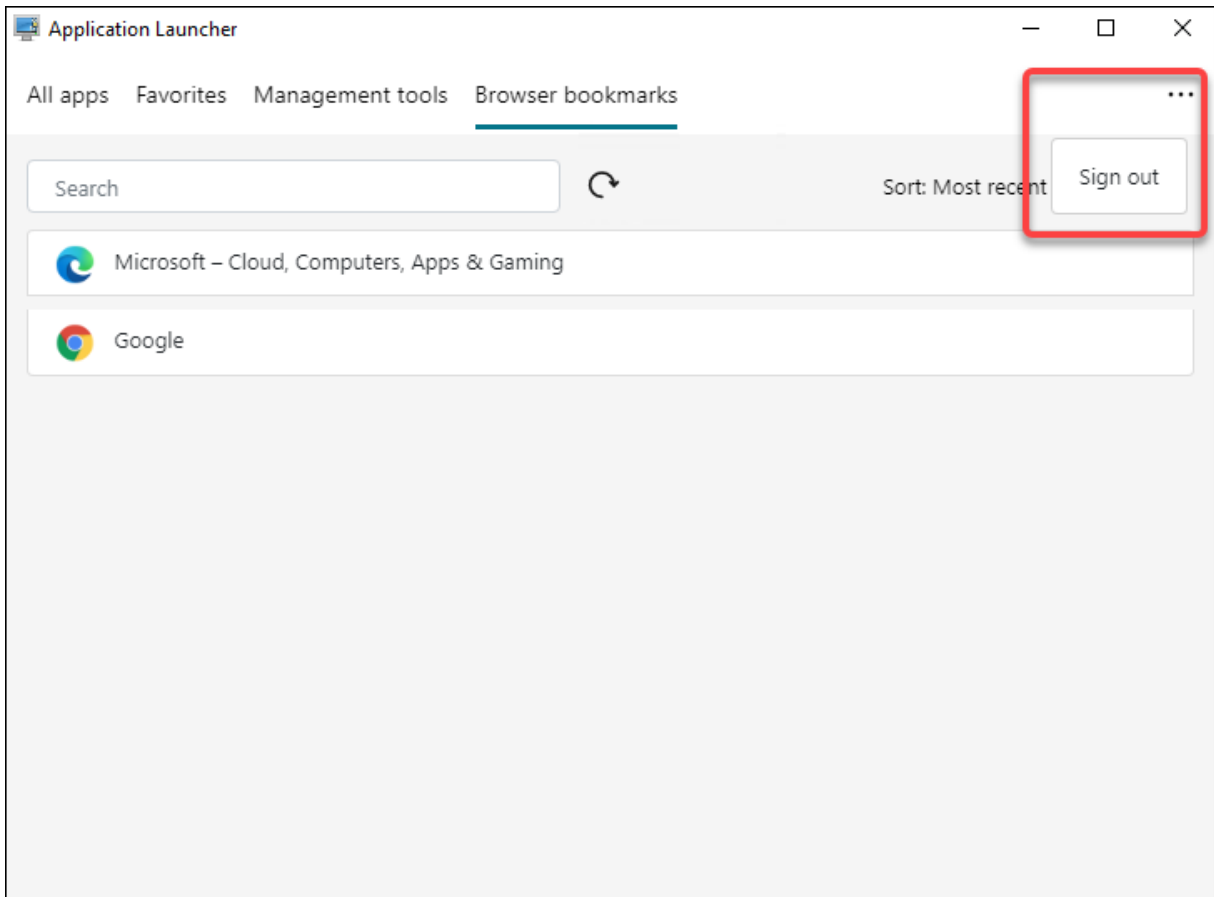 Application Launcher
All apps Favorites Management tools Browser bookmarks ...
Sign out
Search Sort: Most recent
Microsoft – Cloud, Computers, Apps & Gaming
Google